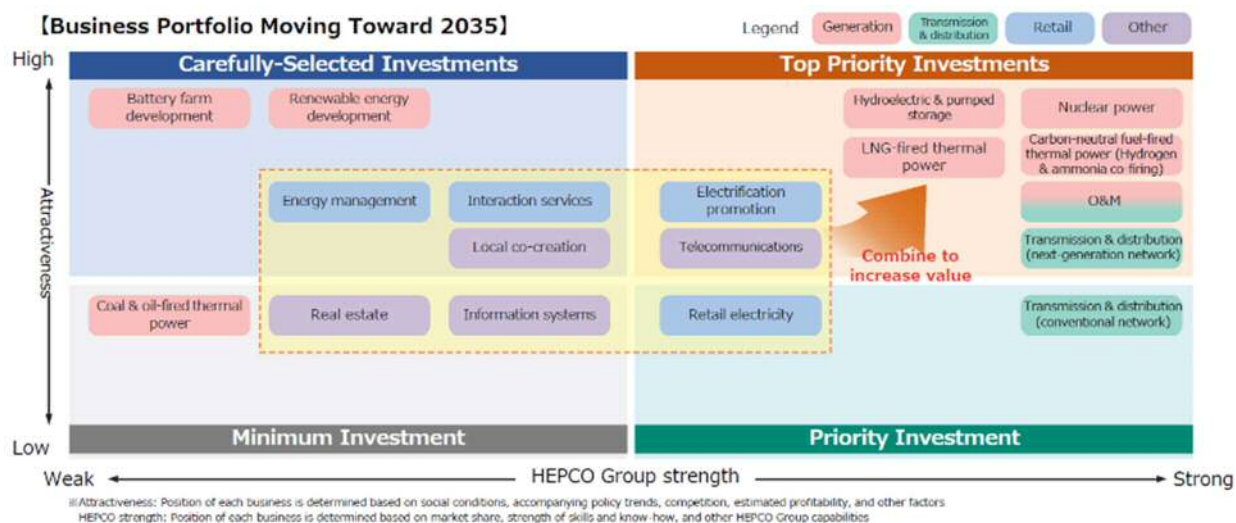 【Business Portfolio Moving Toward 2035】
Legend
Generation
Transmission
& distribution
Retail
Other
High
Carefully-Selected Investments
Top Priority Investments
Battery farm
development
Renewable energy
development
Hydroelectric & pumped
storage
Nuclear power
LNG-fired thermal
power
Carbon-neutral fuel-fired
thermal power (Hydrogen
& ammonia co firing)
Energy management
Interaction services
Electrification
promotion
O&M
Local co-creation
Telecommunications
Transmission & distribution
(next-generation network)
Combine to
increase value
Attractiveness
Coal & oil-fired thermal
power
Real estate
Information systems
Retail electricity
Transmission & distribution
(conventional network)
Low
Minimum Investment
Priority Investment
Weak
HEPCO Group strength
Strong
※Attractiveness: Position of each business is determined based on social conditions, accompanying policy trends, competition, estimated profitability, and other factors
HEPCO strength: Position of each business is determined based on market share, strength of skills and know-how, and other HEPCO Group capabilities